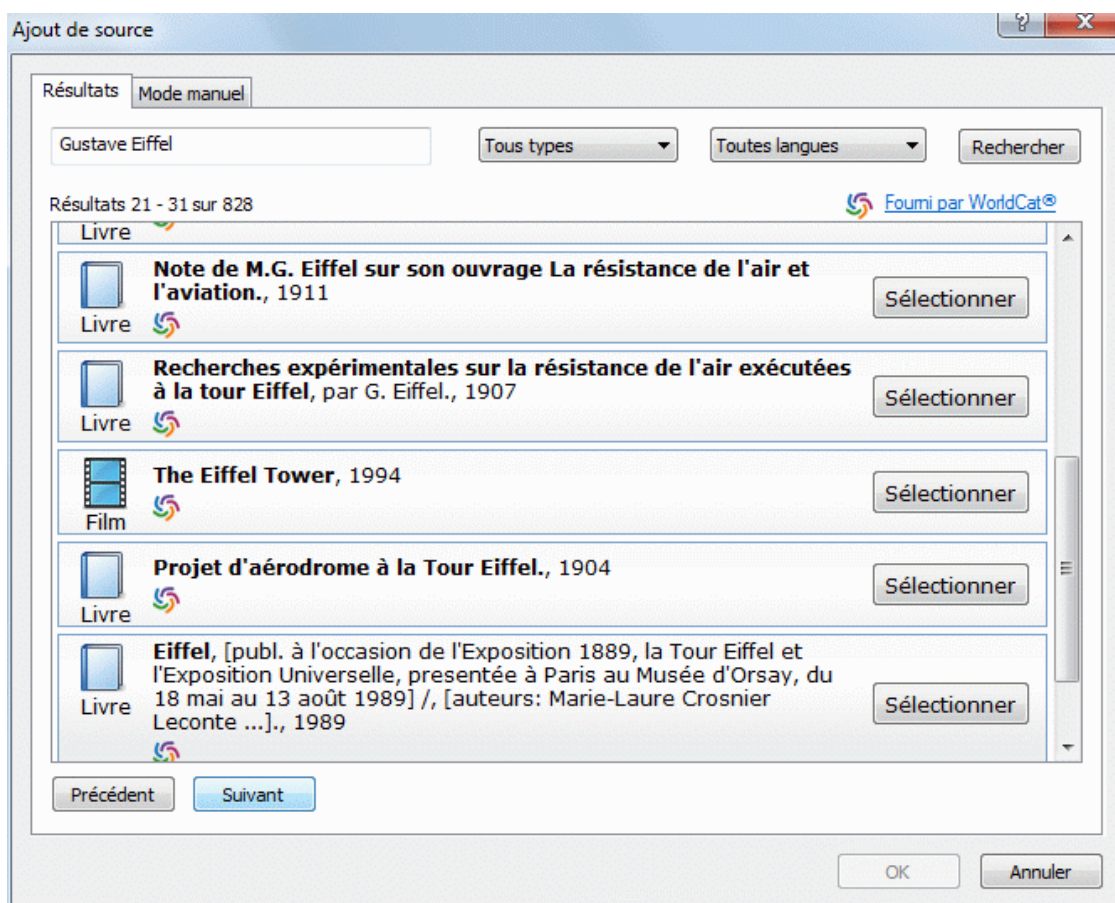 Ajout de source
?
X
Résultats
Mode manuel
Gustave Eiffel
Tous types
Toutes langues
Rechercher
Résultats 21 - 31 sur 828
Fourni par WorldCat®
Livre
Note de M.G. Eiffel sur son ouvrage La résistance de l'air et
l'aviation., 1911
Livre
Sélectionner
Recherches expérimentales sur la résistance de l'air exécutées
à la tour Eiffel, par G. Eiffel., 1907
Livre
Sélectionner
The Eiffel Tower, 1994
Film
Sélectionner
Projet d'aérodrome à la Tour Eiffel., 1904
Livre
Sélectionner
Eiffel, [publ. à l'occasion de l'Exposition 1889, la Tour Eiffel et
l'Exposition Universelle, presentée à Paris au Musée d'Orsay, du
18 mai au 13 août 1989] /, [auteurs: Marie-Laure Crosnier
Leconte ...]., 1989
Livre
Sélectionner
Précédent
Suivant
OK
Annuler